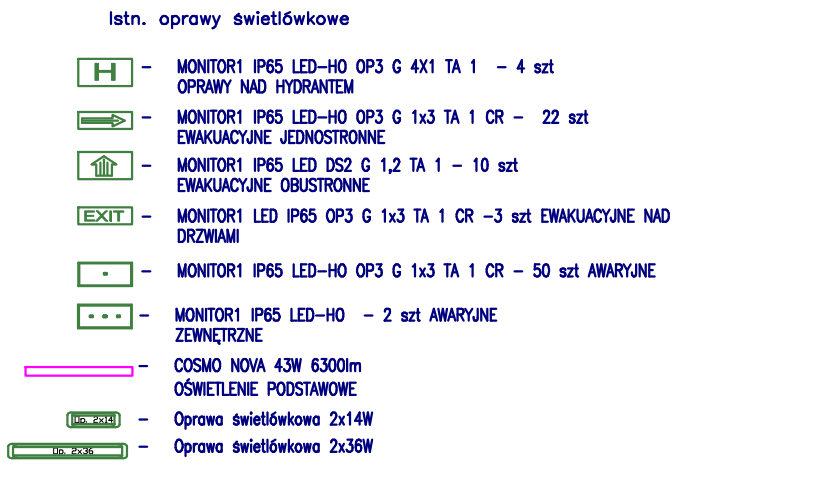 Istn. oprawy świetlówkowe
H - MONITOR1 IP65 LED-HO OP3 G 4X1 TA 1 - 4 szt
OPRAWY NAD HYDRANTEM
- MONITOR1 IP65 LED-HO OP3 G 1x3 TA 1 CR - 22 szt
EWAKUACYJNE JEDNOSTRONNE
- MONITOR1 IP65 LED DS2 G 1,2 TA 1 - 10 szt
EWAKUACYJNE OBUSTRONNE
EXIT - MONITOR1 LED IP65 OP3 G 1x3 TA 1 CR -3 szt EWAKUACYJNE NAD
DRZWIAMI
- MONITOR1 IP65 LED-HO OP3 G 1x3 TA 1 CR - 50 szt AWARYJNE
- MONITOR1 IP65 LED-HO - 2 szt AWARYJNE
ZEWNĘTRZNE
- COSMO NOVA 43W 6300lm
OŚWIETLENIE PODSTAWOWE
Op. 2x14 - Oprawa świetlówkowa 2x14W
Op. 2x36 - Oprawa świetlówkowa 2x36W